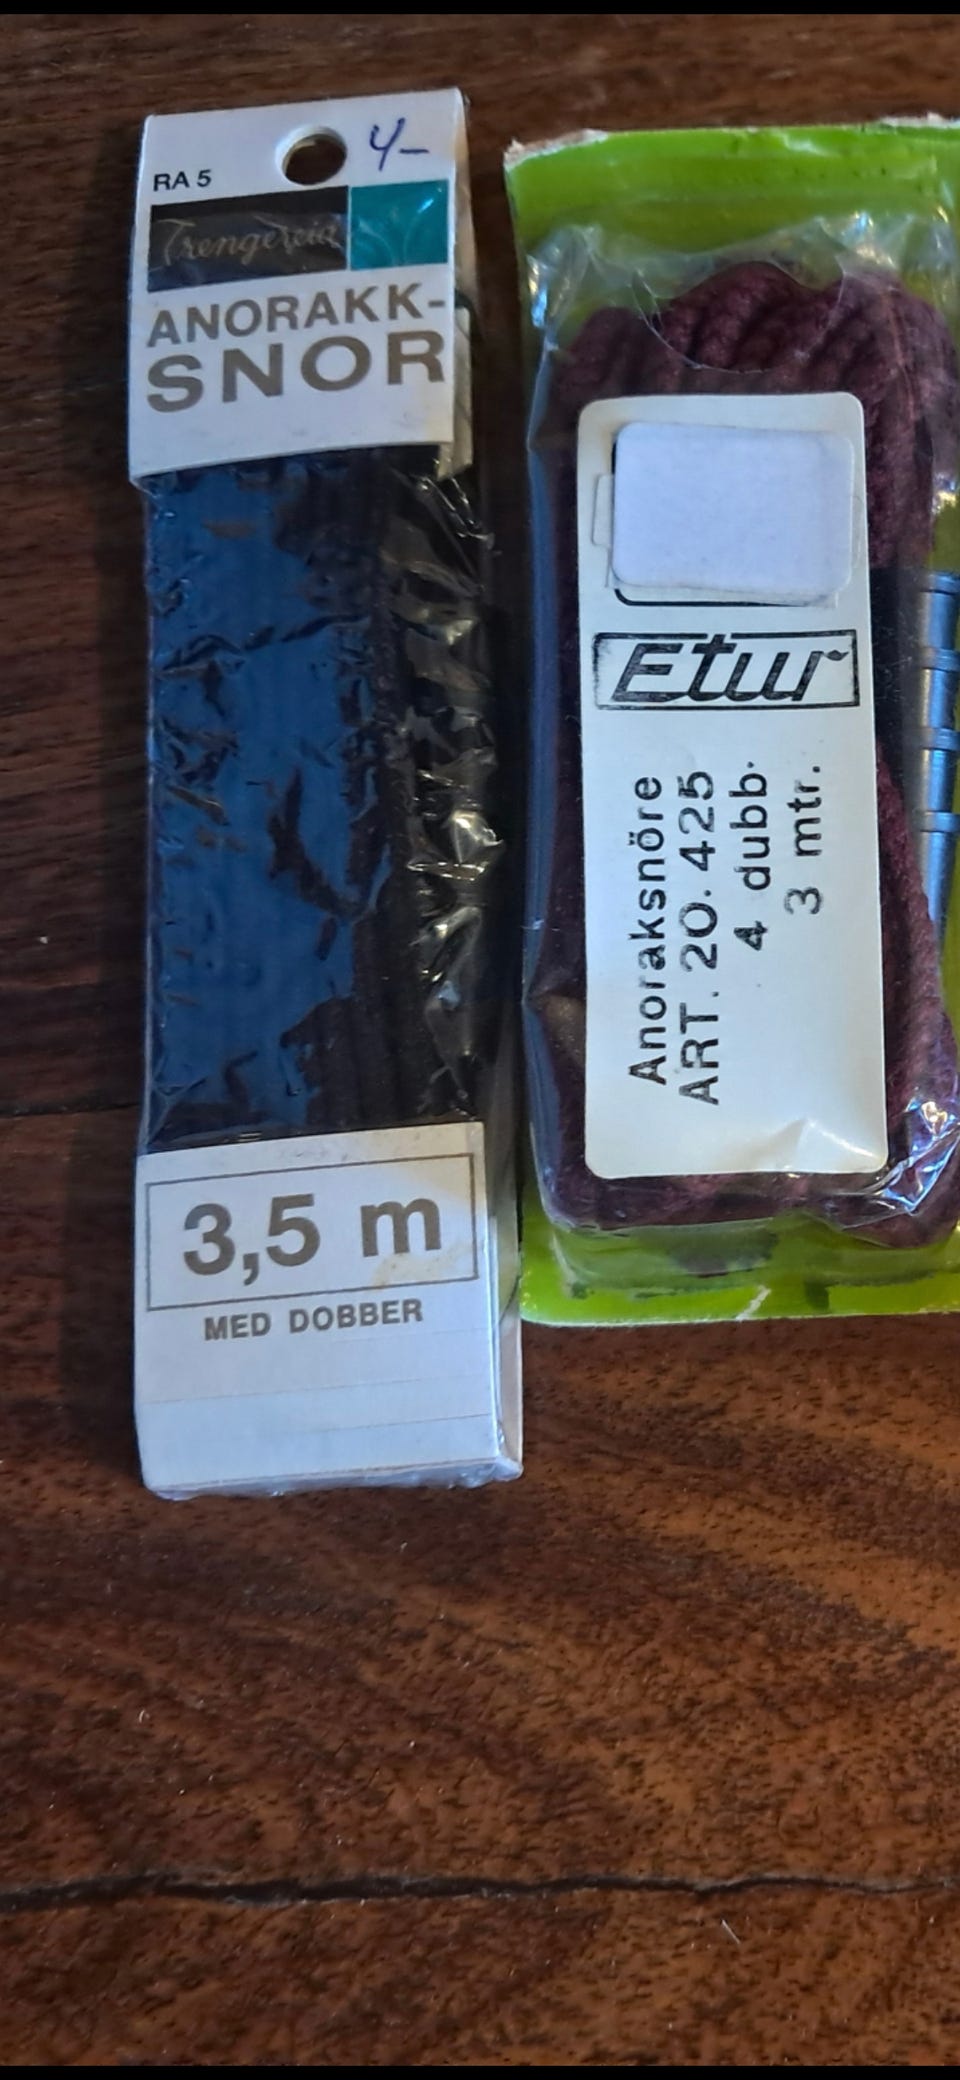 4-
RA 5
Trengereid
ANORAKK-
SNOR
3,5 m
MED DOBBER
Etur
Anoraksnöre
ART. 20.425
4 dubb.
3 mtr.